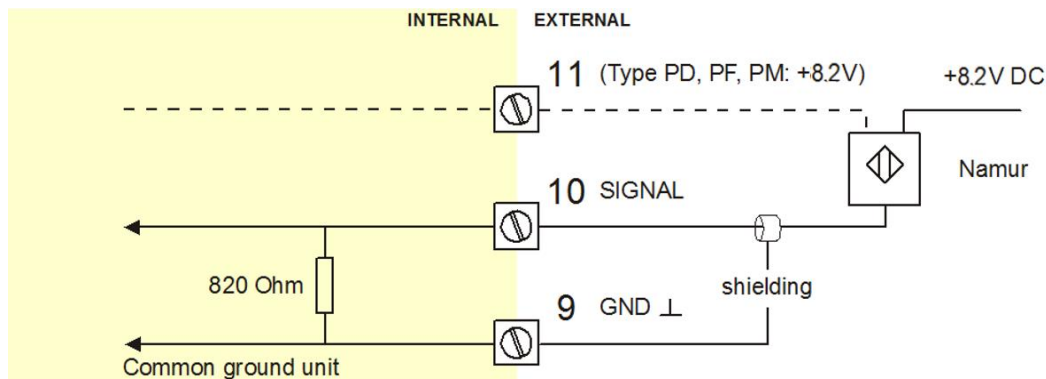 INTERNAL EXTERNAL
11 (Type PD, PF, PM: +8.2V)
+8.2V DC
Namur
10 SIGNAL
820 Ohm
shielding
9 GND ⊥
Common ground unit